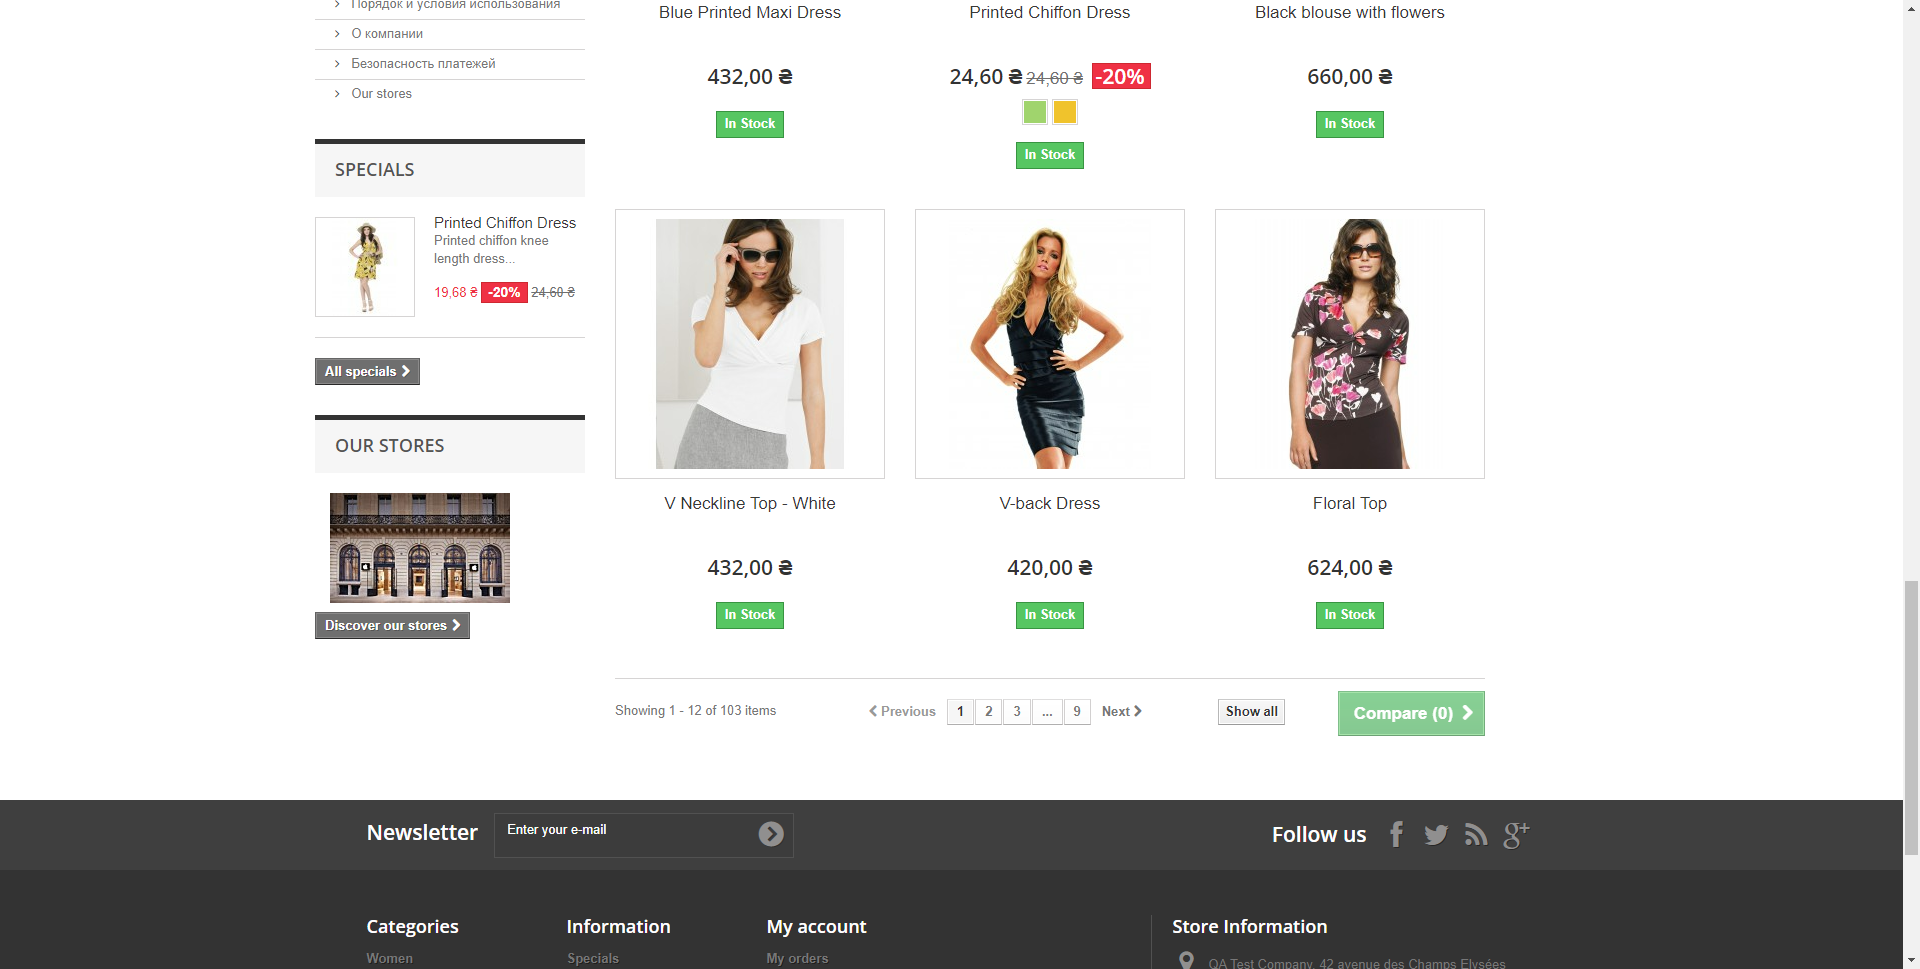 Порядок и условия использования
О компании
Безопасность платежей
Our stores
SPECIALS
Printed Chiffon Dress
Printed chiffon knee
length dress...
19,68 ₴ -20% 24,60 ₴
All specials
OUR STORES
Discover our stores
Blue Printed Maxi Dress
432,00 ₴
In Stock
Printed Chiffon Dress
24,60 ₴ 24,60 ₴ -20%
In Stock
Black blouse with flowers
660,00 ₴
In Stock
V Neckline Top - White
432,00 ₴
In Stock
V-back Dress
420,00 ₴
In Stock
Floral Top
624,00 ₴
In Stock
Showing 1 - 12 of 103 items
Previous 1 2 3 ... 9 Next
Show all
Compare (0)
Newsletter
Enter your e-mail
Follow us
g+
Categories
Women
Information
Specials
My account
My orders
Store Information
QA Test Company, 42 avenue des Champs Elysées